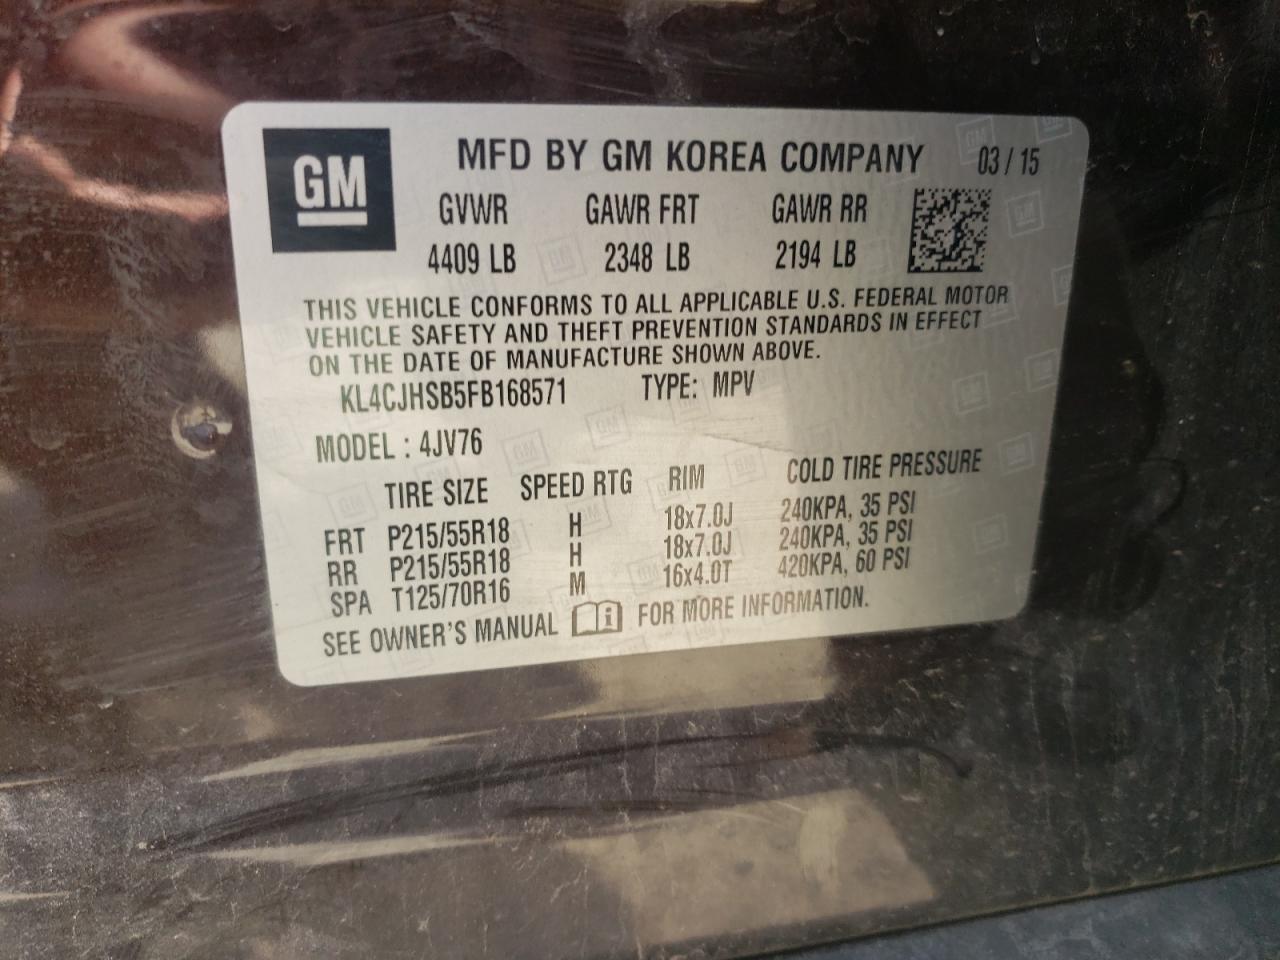 GM
MFD BY GM KOREA COMPANY 03 / 15
GVWR GAWR FRT GAWR RR
4409 LB 2348 LB 2194 LB
THIS VEHICLE CONFORMS TO ALL APPLICABLE U.S. FEDERAL MOTOR
VEHICLE SAFETY AND THEFT PREVENTION STANDARDS IN EFFECT
ON THE DATE OF MANUFACTURE SHOWN ABOVE.
KL4CJHSB5FB168571 TYPE: MPV
MODEL : 4JV76
TIRE SIZE SPEED RTG RIM COLD TIRE PRESSURE
FRT P215/55R18 H 18x7.0J 240KPA, 35 PSI
RR P215/55R18 H 18x7.0J 240KPA, 35 PSI
SPA T125/70R16 M 16x4.0T 420KPA, 60 PSI
SEE OWNER'S MANUAL i FOR MORE INFORMATION.